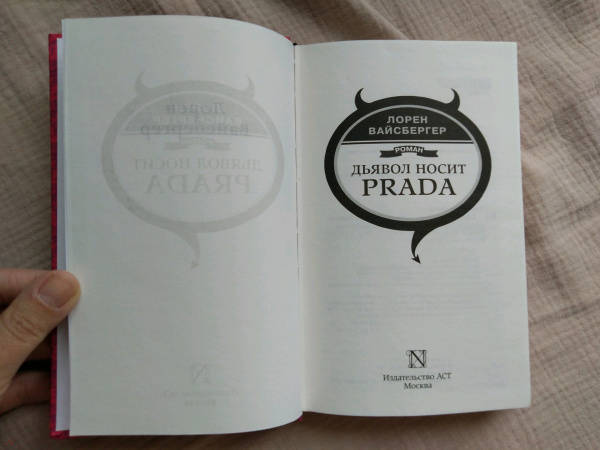 ЛОРЕН
ВАЙСБЕРГЕР
РОМАН
ДЬЯВОЛ НОСИТ
PRADA
N
Издательство АСТ
Москва